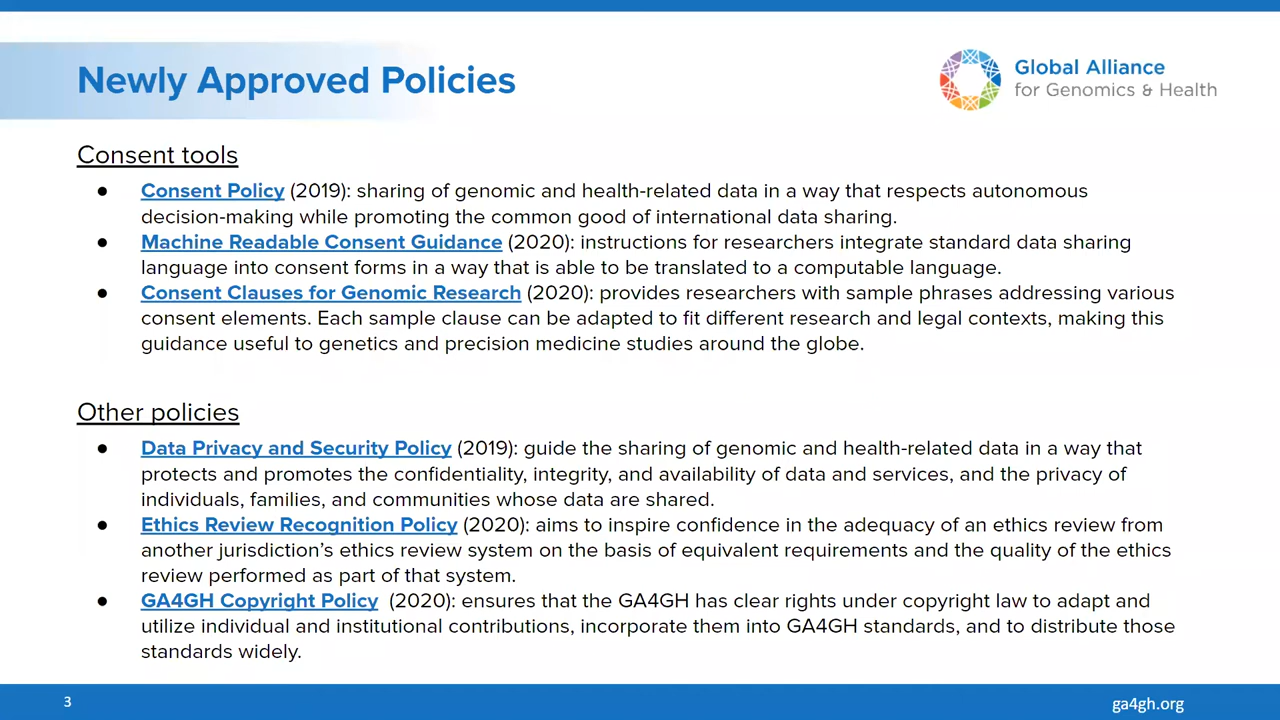 Newly Approved Policies
Global Alliance
for Genomics & Health
Consent tools
● Consent Policy (2019): sharing of genomic and health-related data in a way that respects autonomous
decision-making while promoting the common good of international data sharing.
● Machine Readable Consent Guidance (2020): instructions for researchers integrate standard data sharing
language into consent forms in a way that is able to be translated to a computable language.
● Consent Clauses for Genomic Research (2020): provides researchers with sample phrases addressing various
consent elements. Each sample clause can be adapted to fit different research and legal contexts, making this
guidance useful to genetics and precision medicine studies around the globe.
Other policies
● Data Privacy and Security Policy (2019): guide the sharing of genomic and health-related data in a way that
protects and promotes the confidentiality, integrity, and availability of data and services, and the privacy of
individuals, families, and communities whose data are shared.
● Ethics Review Recognition Policy (2020): aims to inspire confidence in the adequacy of an ethics review from
another jurisdiction’s ethics review system on the basis of equivalent requirements and the quality of the ethics
review performed as part of that system.
● GA4GH Copyright Policy (2020): ensures that the GA4GH has clear rights under copyright law to adapt and
utilize individual and institutional contributions, incorporate them into GA4GH standards, and to distribute those
standards widely.
3
ga4gh.org